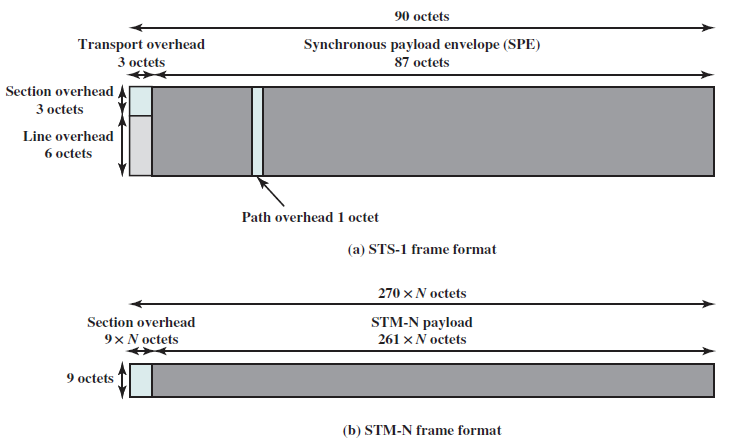 90 octets
Transport overhead
3 octets
Synchronous payload envelope (SPE)
87 octets
Section overhead
3 octets
Line overhead
6 octets
Path overhead 1 octet
(a) STS-1 frame format
270 × N octets
Section overhead
9 × N octets
STM-N payload
261 × N octets
9 octets
(b) STM-N frame format